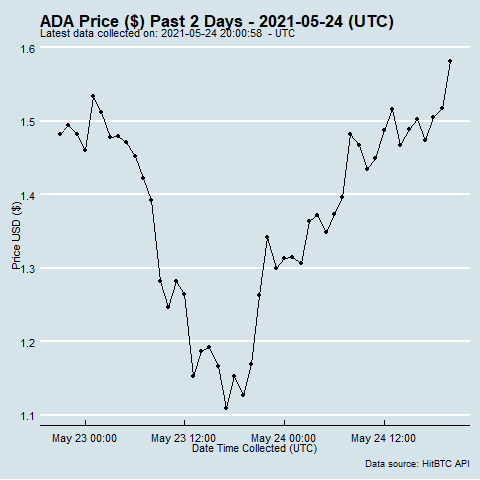 ADA Price ($) Past 2 Days - 2021-05-24 (UTC)
Latest data collected on: 2021-05-24 20:00:58 - UTC
1.6
1.5
1.4
1.3
1.2
1.1
Price USD ($)
May 23 00:00 May 23 12:00 May 24 00:00 May 24 12:00
Date Time Collected (UTC)
Data source: HitBTC API